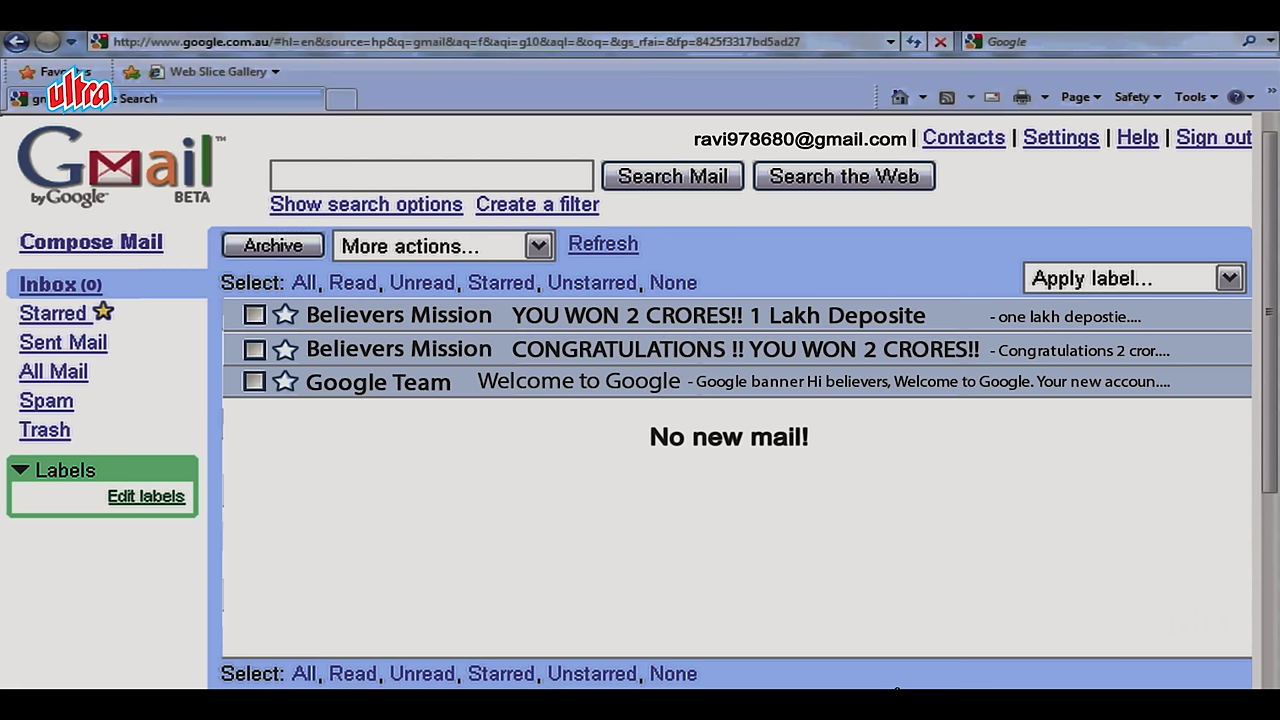 http://www.google.com.au/#hl=en&source=hp&q=gmail&aq=f&aqi=g10&aql=&oq=&gs_rfai=&fp=8425f3317bd5ad27 Google
Web Slice Gallery
ultra
Search Page Safety Tools
Gmail™
by Google™ BETA
ravi978680@gmail.com | Contacts | Settings | Help | Sign out
Search Mail Search the Web
Show search options Create a filter
Compose Mail
Archive More actions... Refresh
Inbox (0)
Select: All, Read, Unread, Starred, Unstarred, None
Apply label...
Starred
Believers Mission YOU WON 2 CRORES!! 1 Lakh Deposite - one lakh depostie....
Sent Mail
Believers Mission CONGRATULATIONS !! YOU WON 2 CRORES!! - Congratulations 2 cror....
All Mail
Google Team Welcome to Google - Google banner Hi believers, Welcome to Google. Your new accoun....
Spam
Trash
No new mail!
Labels
Edit labels
Select: All, Read, Unread, Starred, Unstarred, None